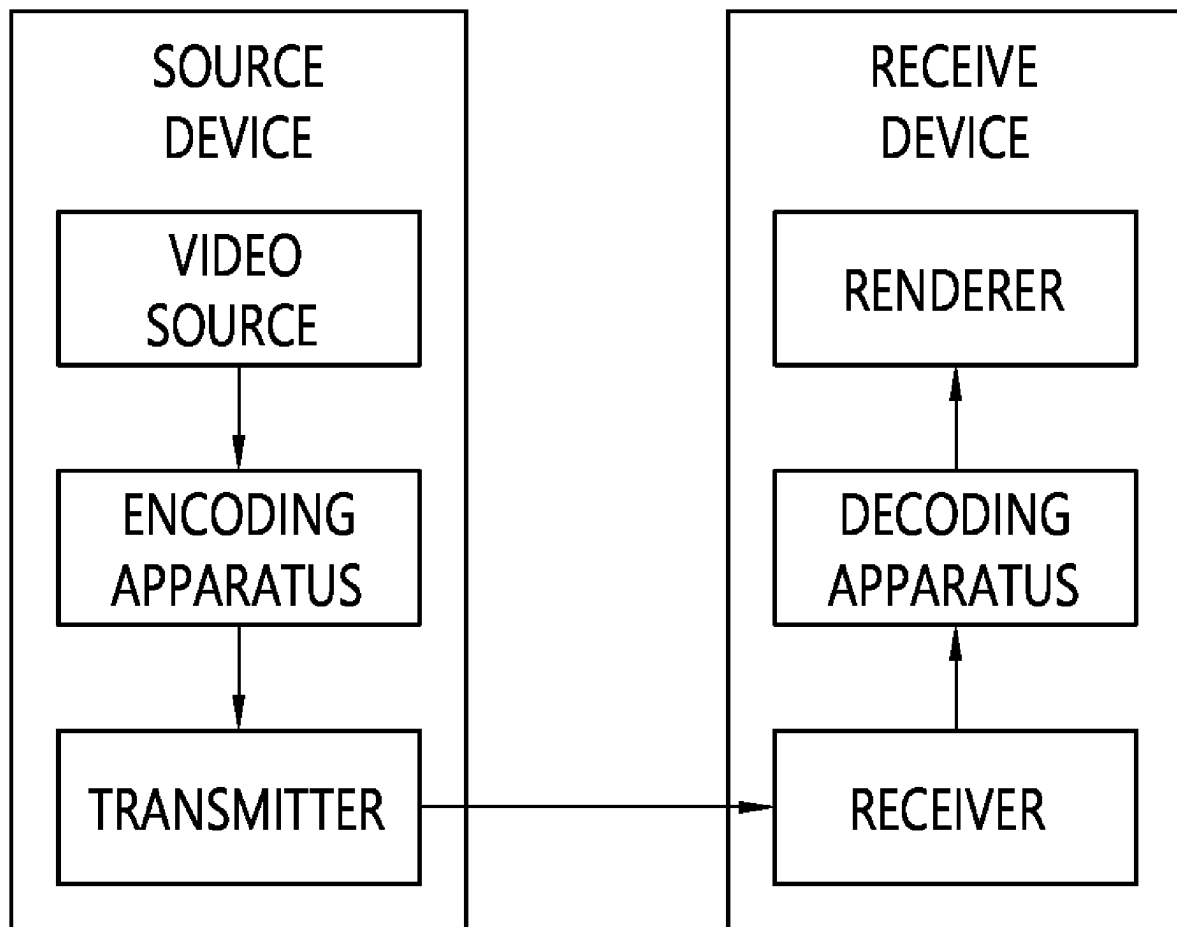 SOURCE
DEVICE
VIDEO
SOURCE
ENCODING
APPARATUS
TRANSMITTER
RECEIVE
DEVICE
RENDERER
DECODING
APPARATUS
RECEIVER